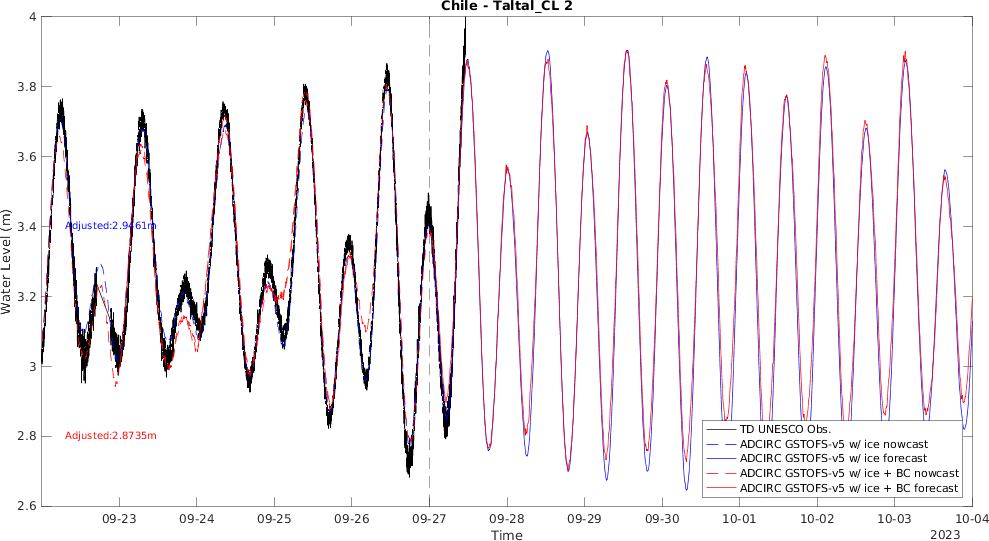 Chile - Taltal_CL 2
4
3.8
3.6
3.4
3.2
3
2.8
2.6
Water Level (m)
Adjusted:2.9461m
Adjusted:2.8735m
TD UNESCO Obs.
ADCIRC GSTOFS-v5 w/ ice nowcast
ADCIRC GSTOFS-v5 w/ ice forecast
ADCIRC GSTOFS-v5 w/ ice + BC nowcast
ADCIRC GSTOFS-v5 w/ ice + BC forecast
09-23 09-24 09-25 09-26 09-27 09-28 09-29 09-30 10-01 10-02 10-03 10-04
Time
2023